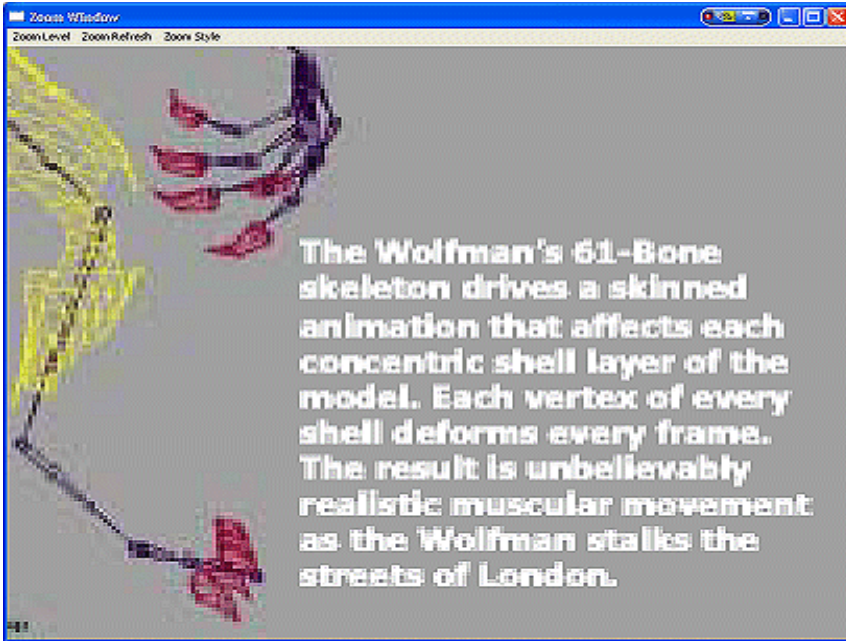 Zoom Window
Zoom Level Zoom Refresh Zoom Style
The Wolfman's 61-Bone
skeleton drives a skinned
animation that affects each
concentric shell layer of the
model. Each vertex of every
shell deforms every frame.
The result is unbelievably
realistic muscular movement
as the Wolfman stalks the
streets of London.